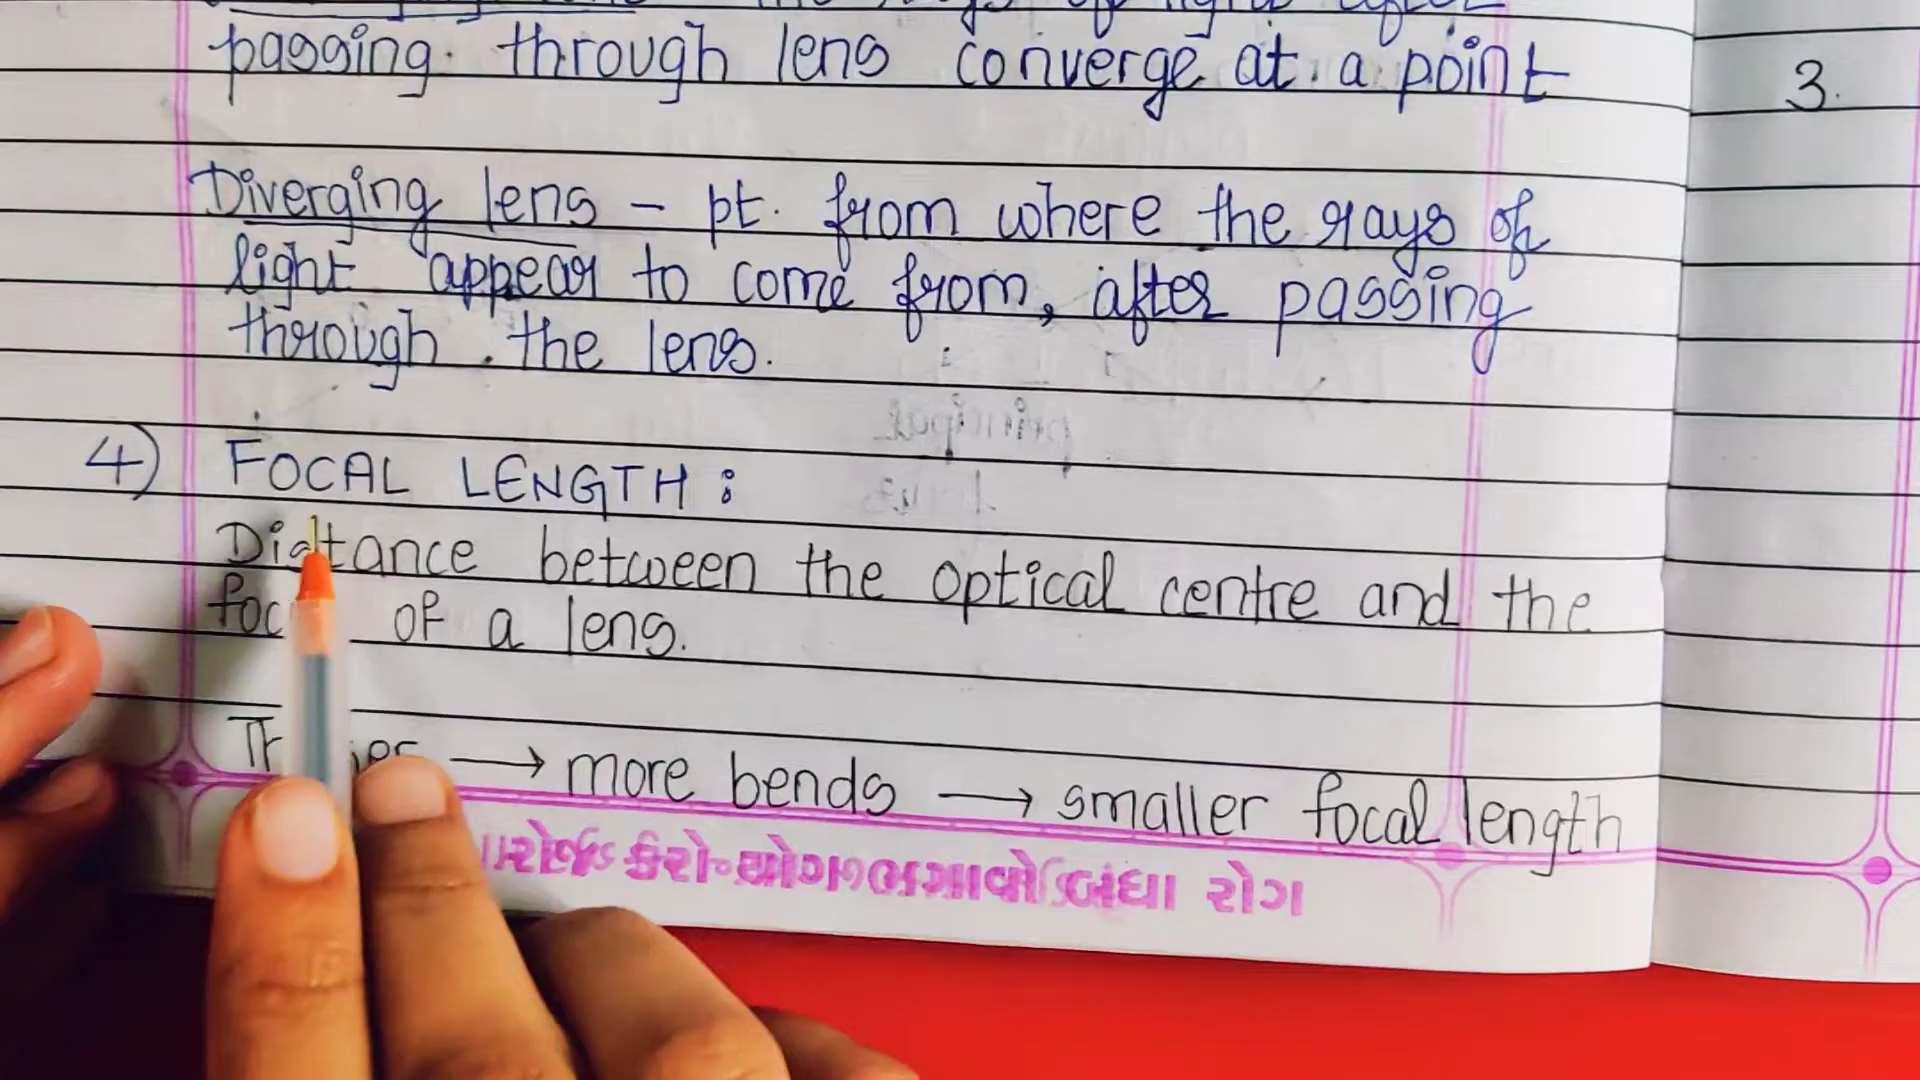 passing through lens converge at a point
3.
Diverging lens - pt. from where the rays of
light appear to come from, after passing
through the lens.
4) FOCAL LENGTH :
Distance between the optical centre and the
of a lens.
→ more bends → smaller focal length
રોગ